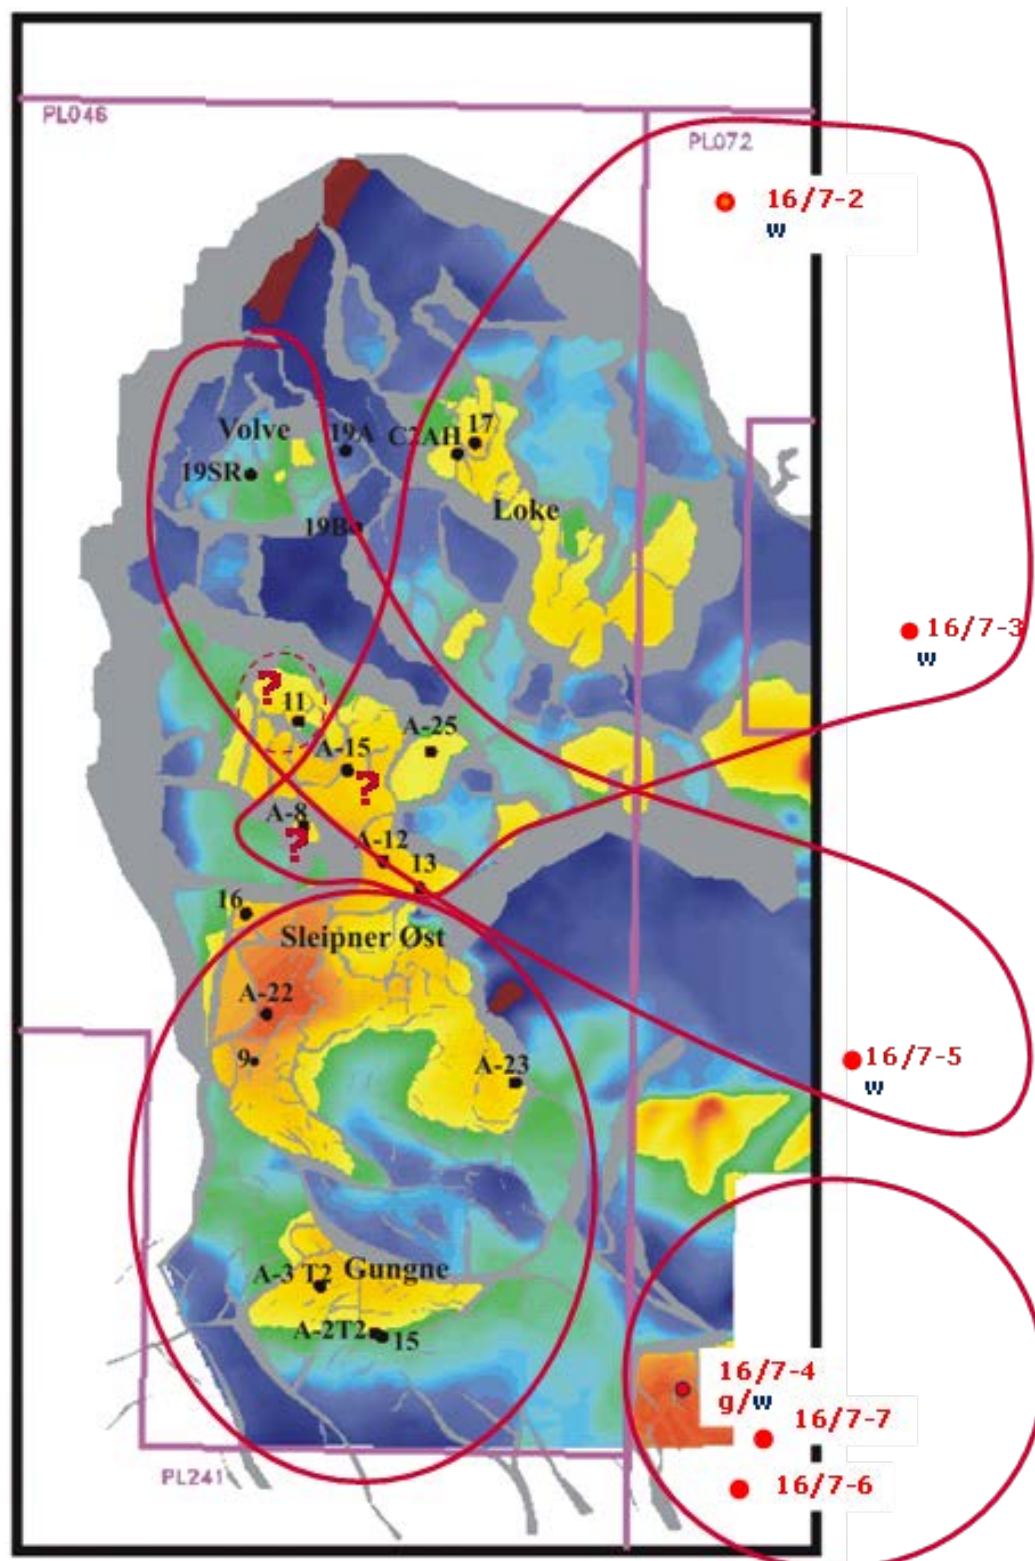 PL046
PL072
16/7-2
w
Volve
19A
C2AH
17
19SR
Loke
19B
16/7-3
w
?
11
A-25
A-15
?
A-8
?
A-12
13
16
Sleipner Øst
A-22
9
A-23
16/7-5
w
A-3 T2
Gungne
A-2T2
15
16/7-4
g/w
16/7-7
PL241
16/7-6